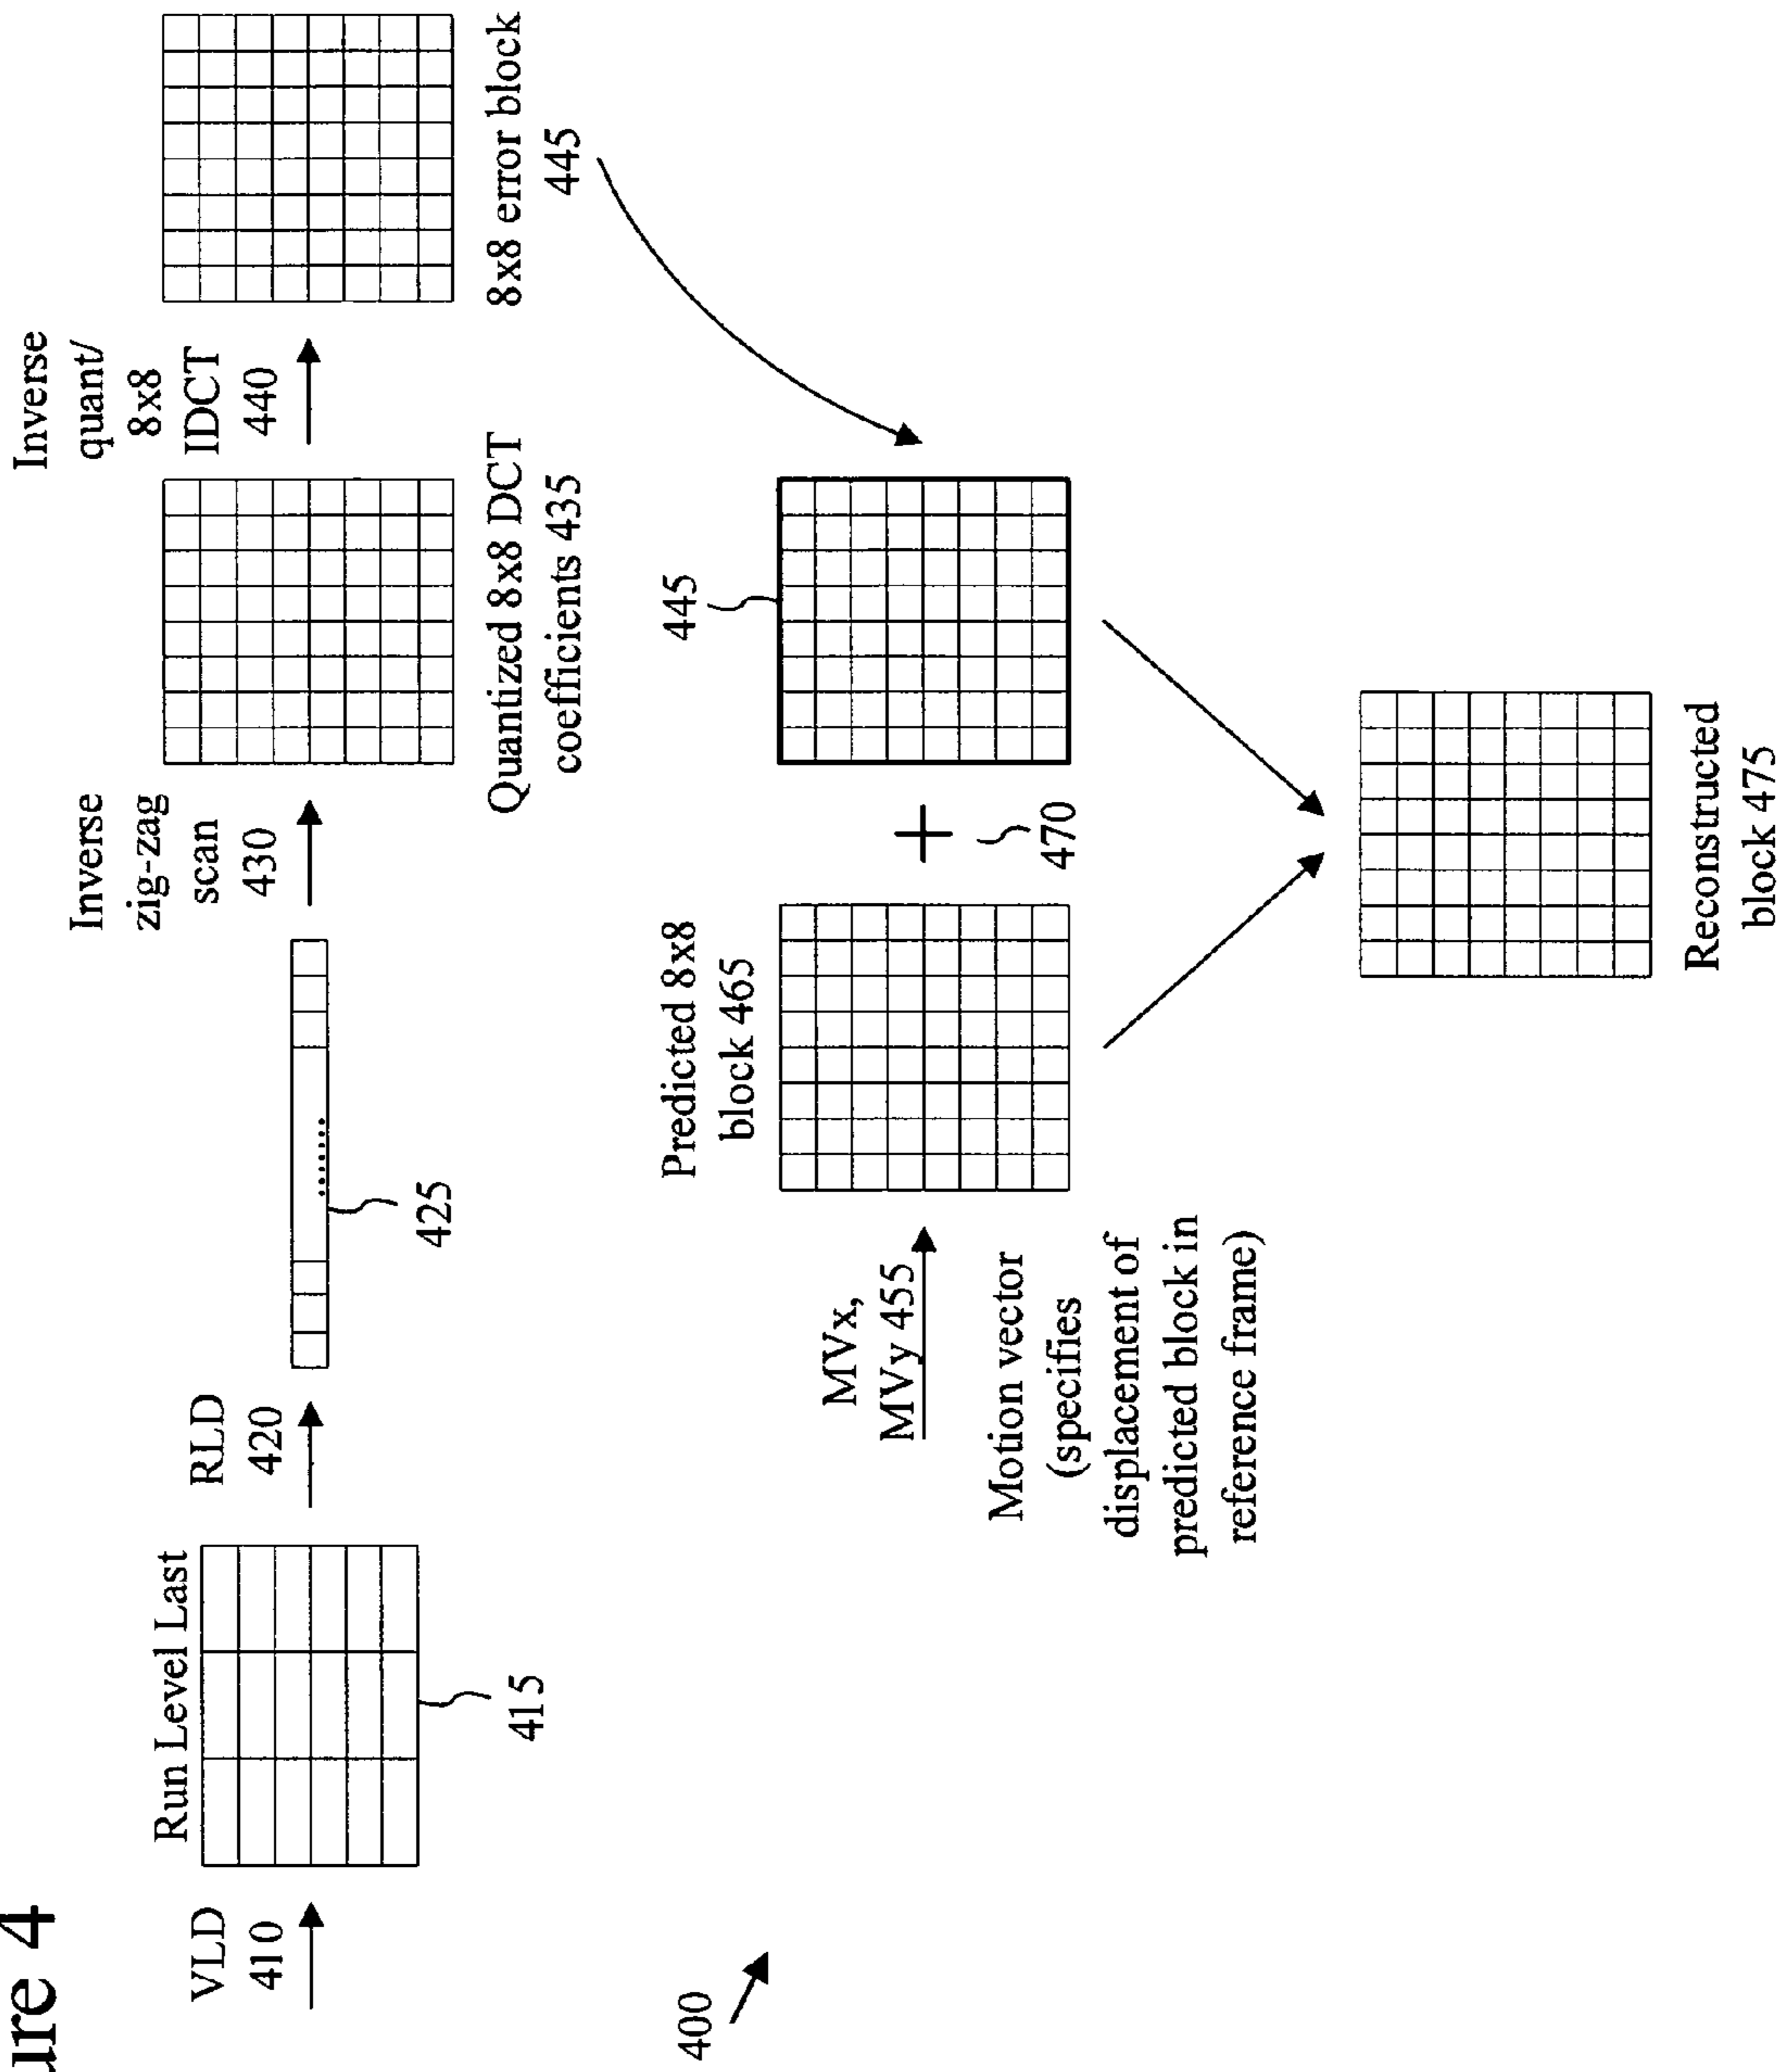 ure 4
VLD
410
Run Level Last
415
RLD
420
425
Inverse
zig-zag
scan
430
Quantized 8x8 DCT
coefficients 435
Inverse
quant/
8x8
IDCT
440
8x8 error block
445
400
MVx,
MVy 455
Motion vector
(specifies
displacement of
predicted block in
reference frame)
Predicted 8x8
block 465
+
470
445
Reconstructed
block 475